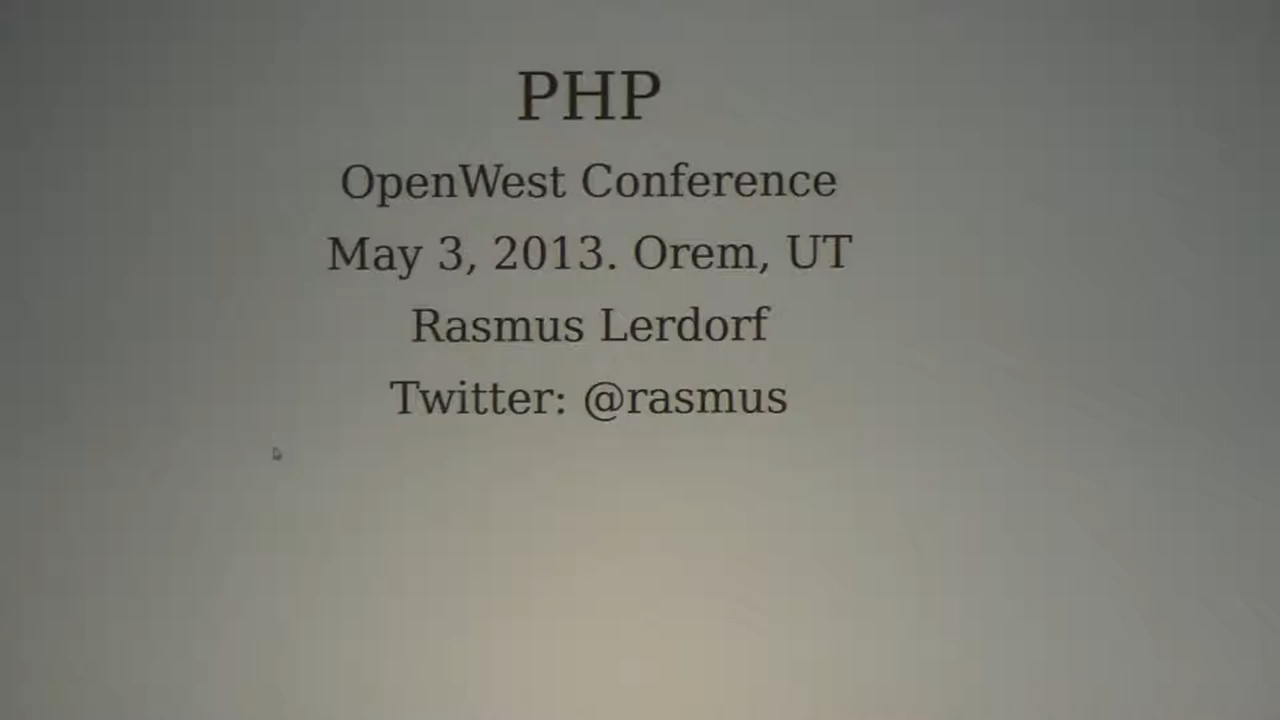 PHP
OpenWest Conference
May 3, 2013. Orem, UT
Rasmus Lerdorf
Twitter: @rasmus